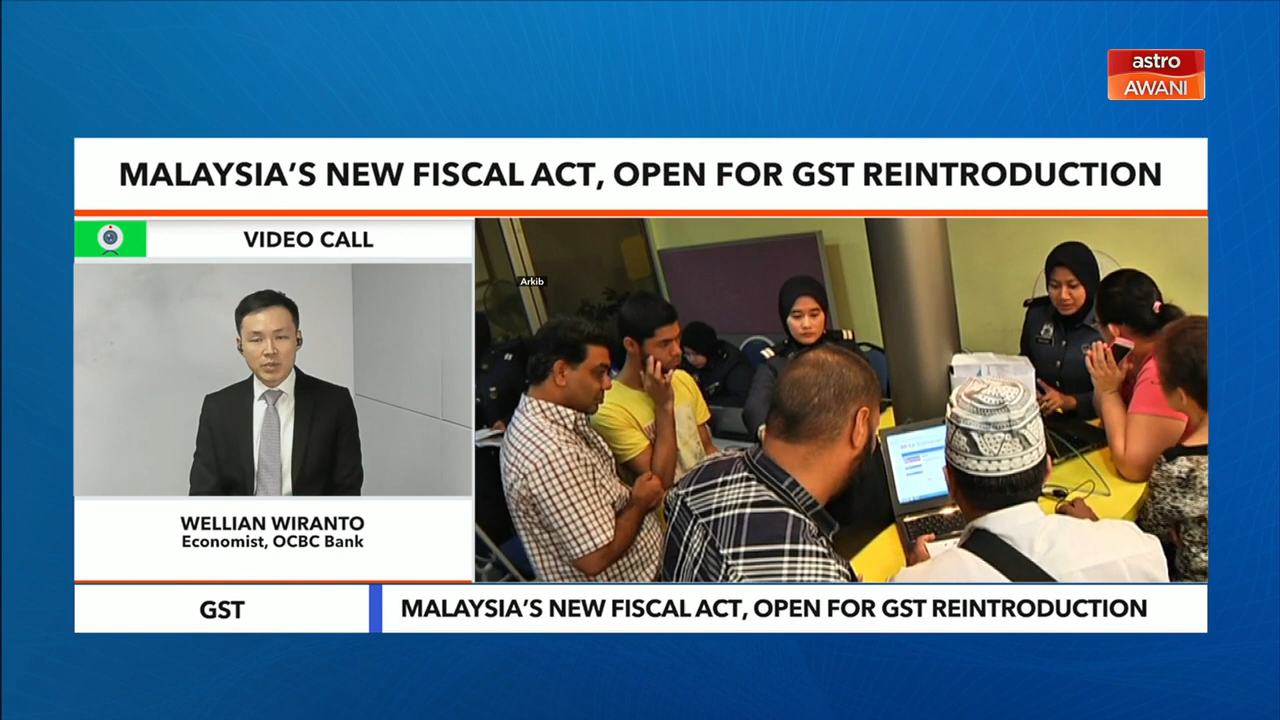 astro
AWANI
MALAYSIA'S NEW FISCAL ACT, OPEN FOR GST REINTRODUCTION
VIDEO CALL
Arkib
WELLIAN WIRANTO
Economist, OCBC Bank
GST
MALAYSIA'S NEW FISCAL ACT, OPEN FOR GST REINTRODUCTION